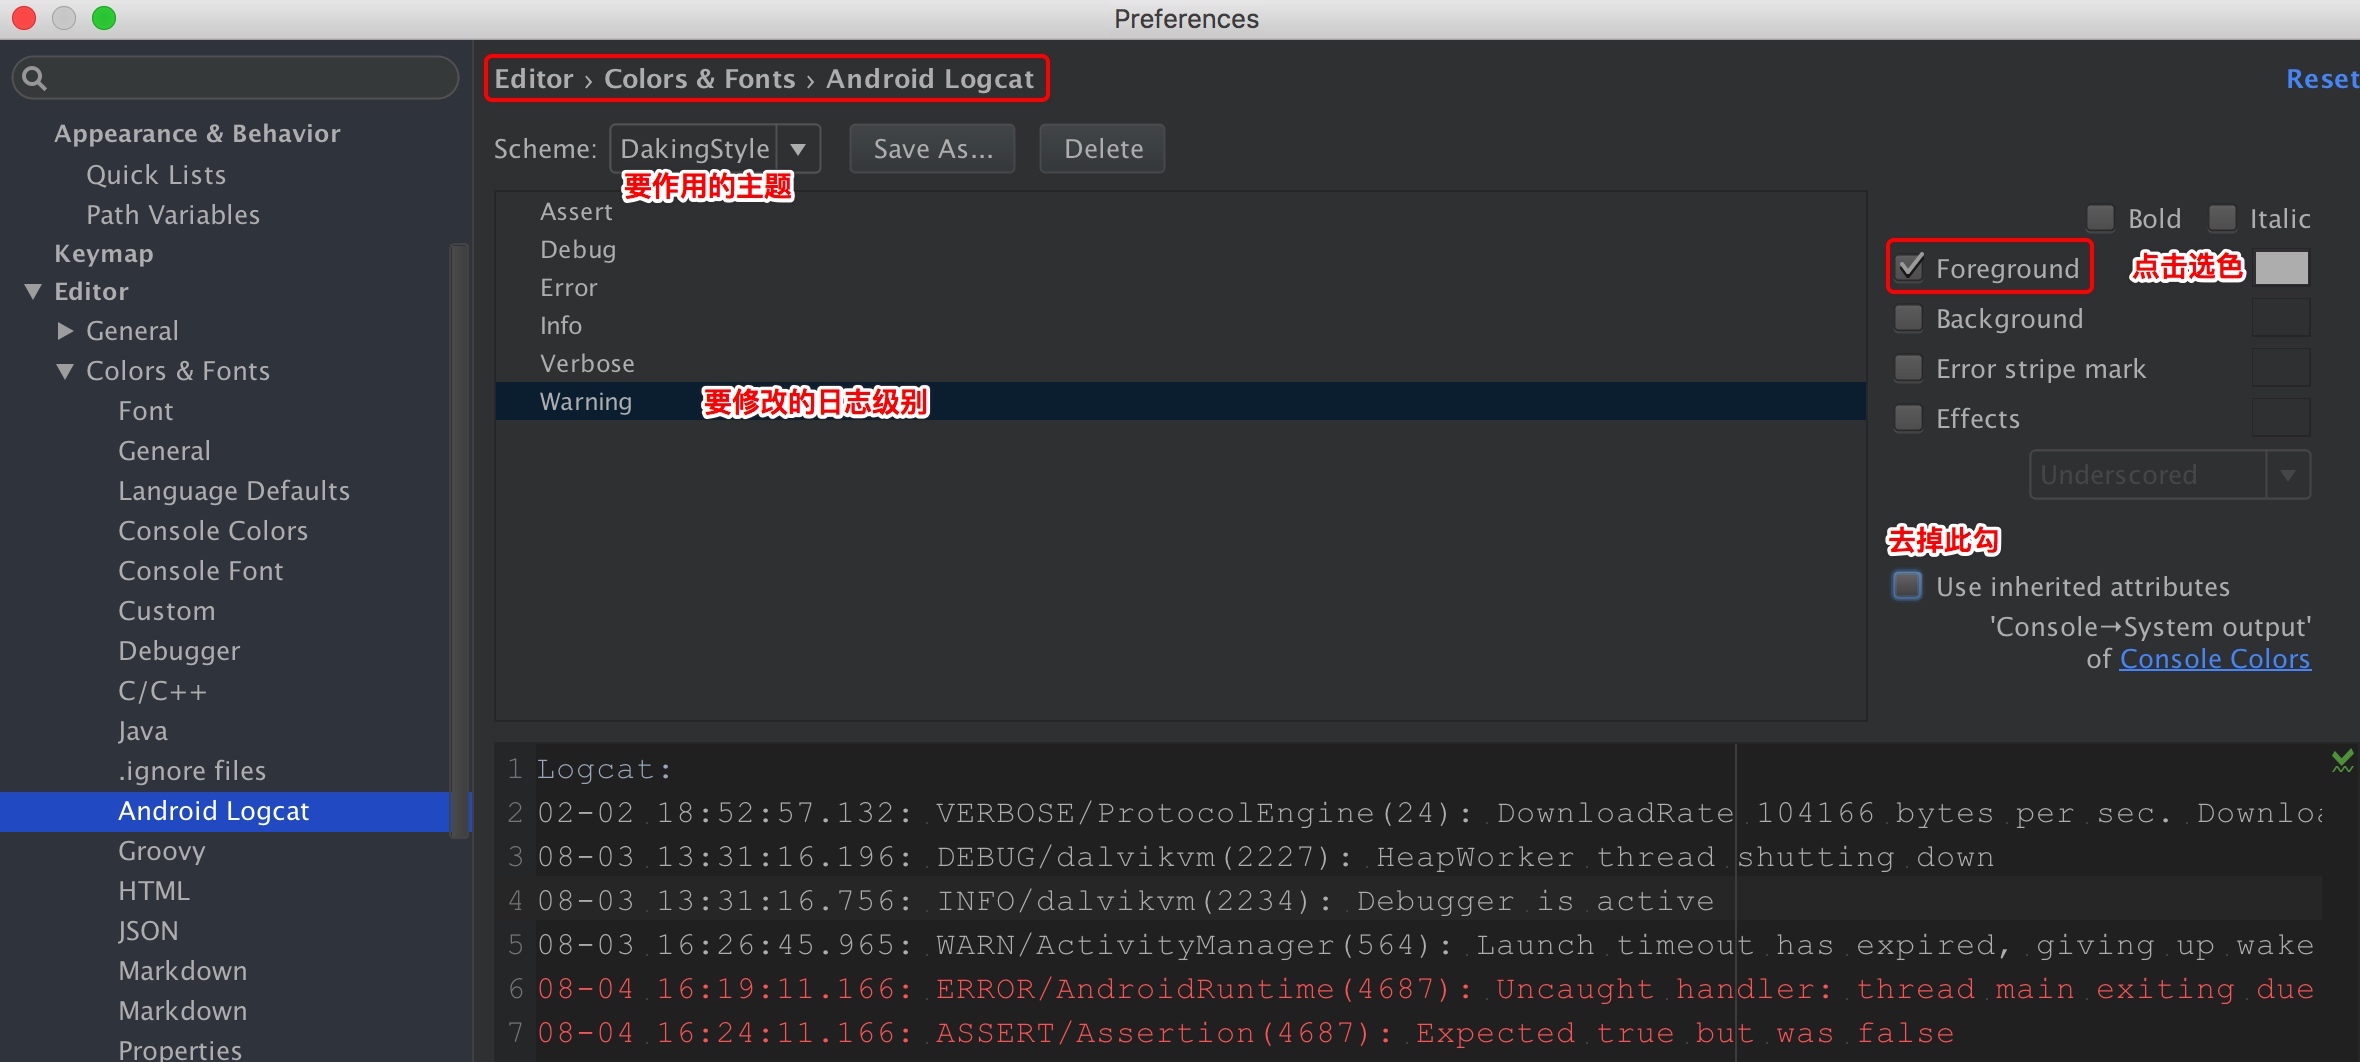 Preferences
Appearance & Behavior
Quick Lists
Path Variables
Keymap
Editor
General
Colors & Fonts
Font
General
Language Defaults
Console Colors
Console Font
Custom
Debugger
C/C++
Java
.ignore files
Android Logcat
Groovy
HTML
JSON
Markdown
Markdown
Properties
Editor › Colors & Fonts › Android Logcat
Reset
Scheme: DakingStyle Save As... Delete
要作用的主题
Assert
Debug
Error
Info
Verbose
Warning 要修改的日志级别
Bold Italic
Foreground 点击选色
Background
Error stripe mark
Effects
Underscored
去掉此勾
Use inherited attributes
'Console→System output'
of Console Colors
1 Logcat:
2 02-02 18:52:57.132: VERBOSE/ProtocolEngine(24): DownloadRate 104166 bytes per sec. Downloa
3 08-03 13:31:16.196: DEBUG/dalvikvm(2227): HeapWorker thread shutting down
4 08-03 13:31:16.756: INFO/dalvikvm(2234): Debugger is active
5 08-03 16:26:45.965: WARN/ActivityManager(564): Launch timeout has expired, giving up wake
6 08-04 16:19:11.166: ERROR/AndroidRuntime(4687): Uncaught handler: thread main exiting due
7 08-04 16:24:11.166: ASSERT/Assertion(4687): Expected true but was false